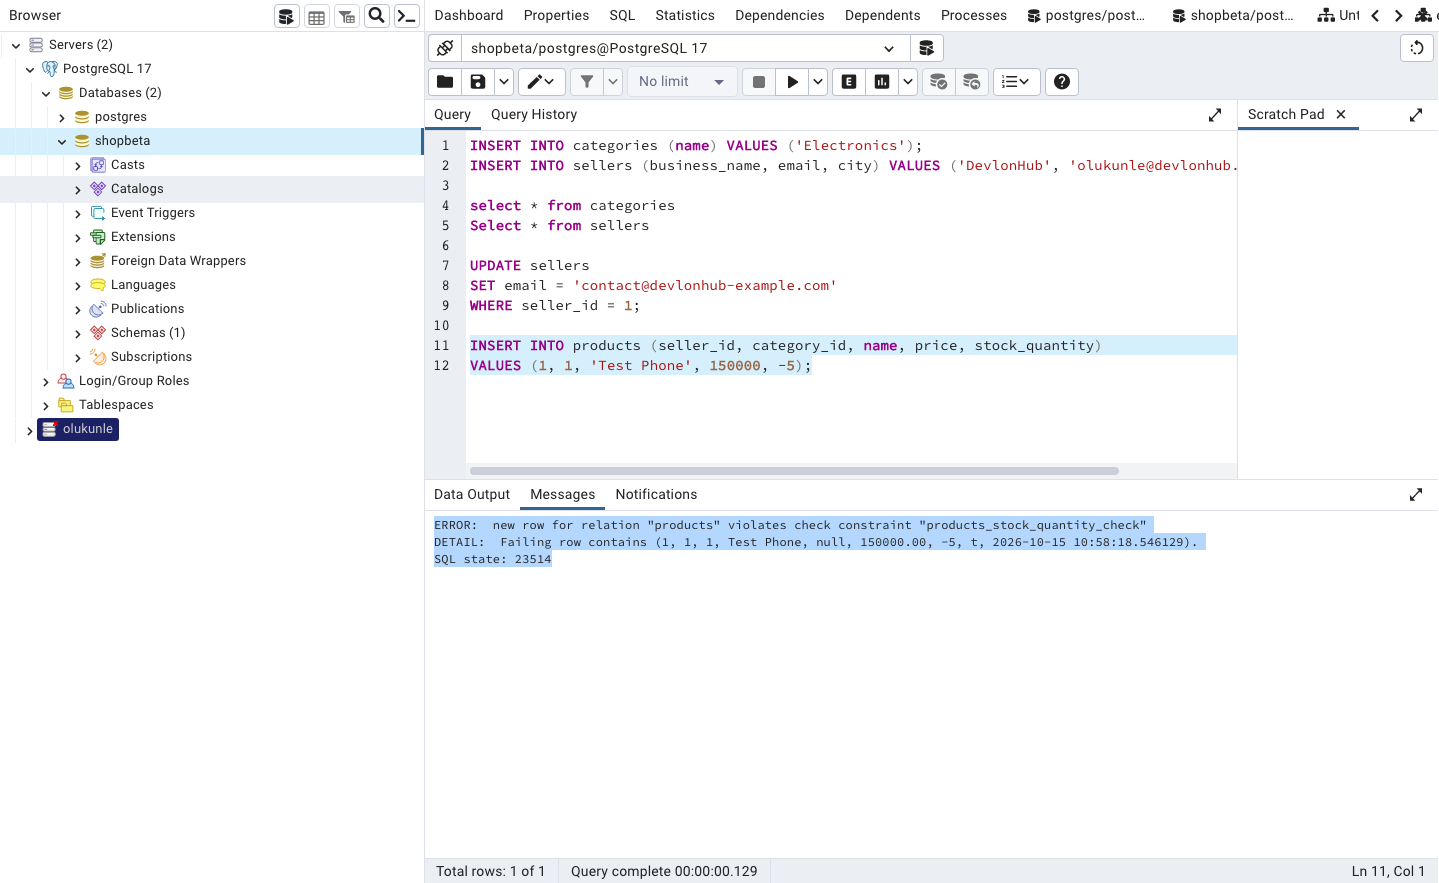 Browser
Servers (2)
PostgreSQL 17
Databases (2)
postgres
shopbeta
Casts
Catalogs
Event Triggers
Extensions
Foreign Data Wrappers
Languages
Publications
Schemas (1)
Subscriptions
Login/Group Roles
Tablespaces
olukunle
Dashboard Properties SQL Statistics Dependencies Dependents Processes postgres/post... shopbeta/post... Unt
shopbeta/postgres@PostgreSQL 17
No limit
E
Query Query History
Scratch Pad
1 INSERT INTO categories (name) VALUES ('Electronics');
2 INSERT INTO sellers (business_name, email, city) VALUES ('DevlonHub', 'olukunle@devlonhub.
3
4 select * from categories
5 Select * from sellers
6
7 UPDATE sellers
8 SET email = 'contact@devlonhub-example.com'
9 WHERE seller_id = 1;
10
11 INSERT INTO products (seller_id, category_id, name, price, stock_quantity)
12 VALUES (1, 1, 'Test Phone', 150000, -5);
Data Output Messages Notifications
ERROR:  new row for relation "products" violates check constraint "products_stock_quantity_check"
DETAIL:  Failing row contains (1, 1, 1, Test Phone, null, 150000.00, -5, t, 2026-10-15 10:58:18.546129).
SQL state: 23514
Total rows: 1 of 1 Query complete 00:00:00.129 Ln 11, Col 1